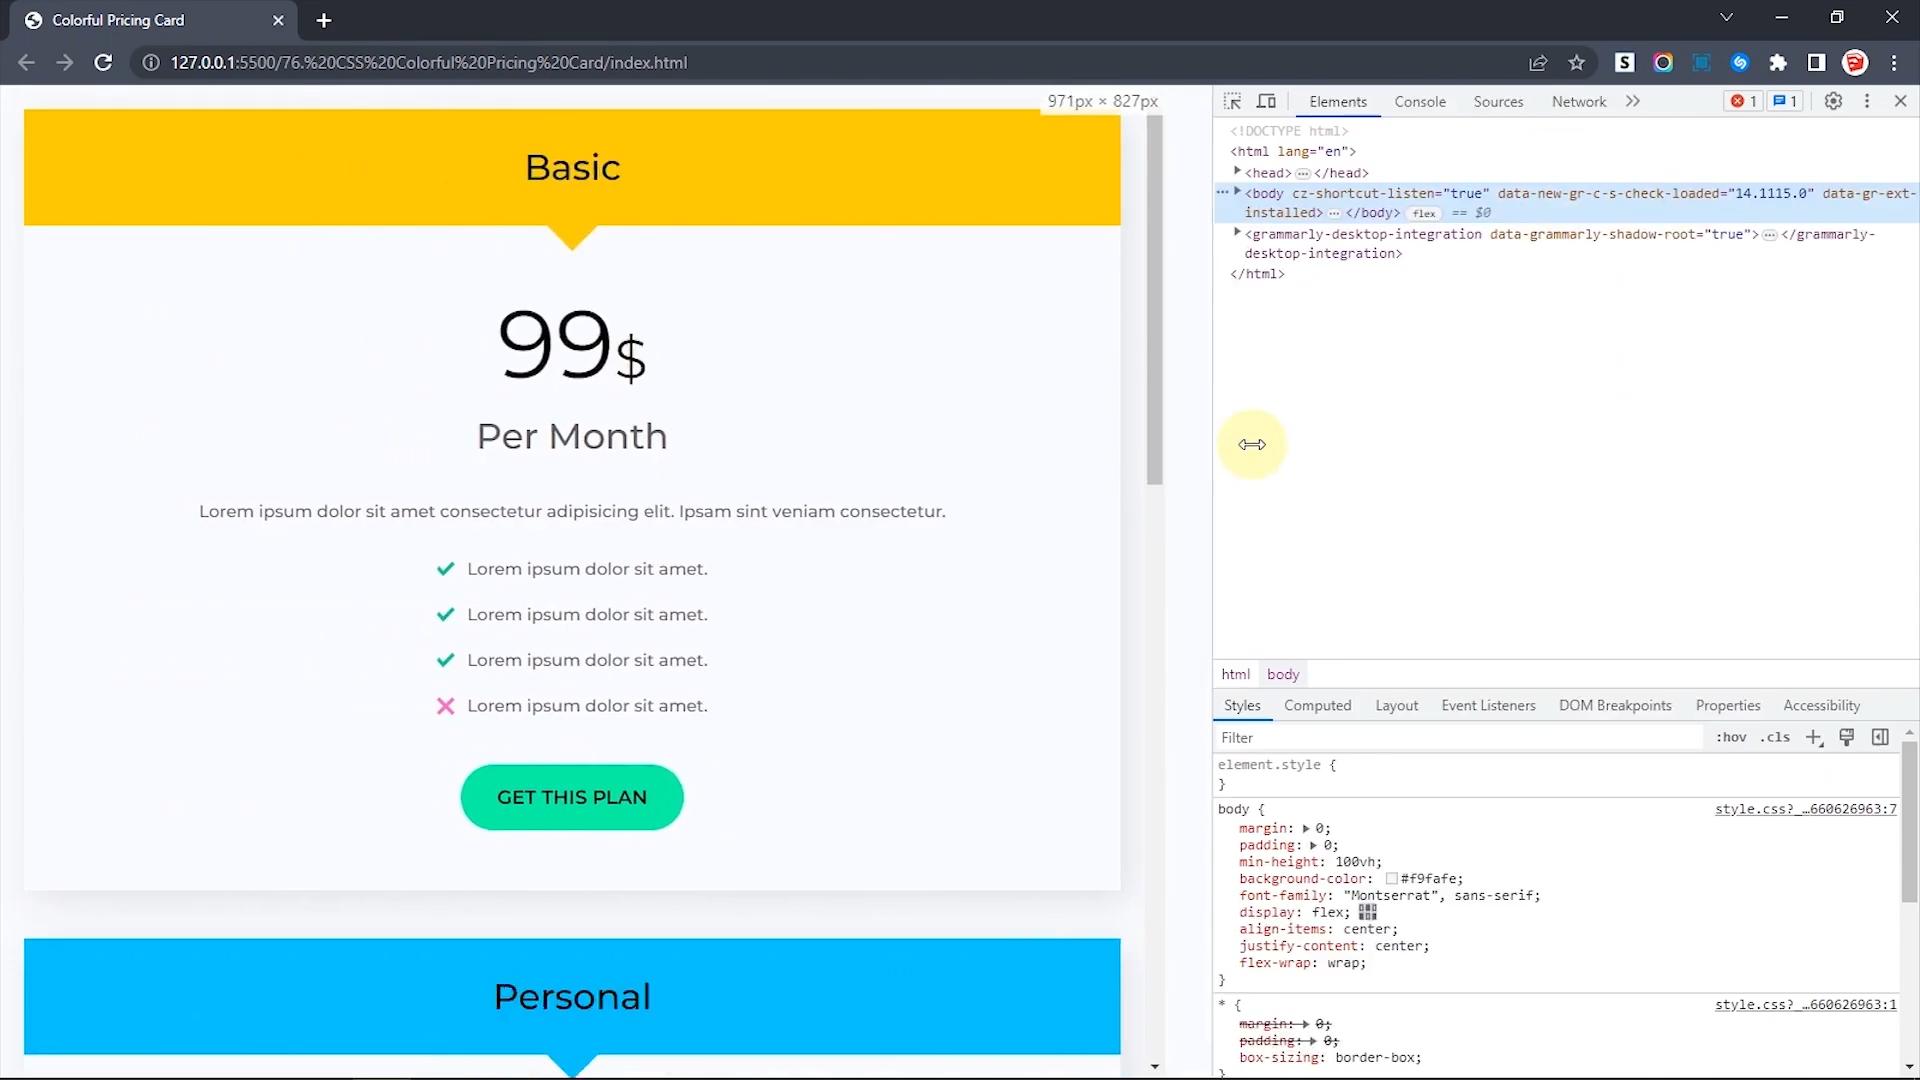 Colorful Pricing Card
127.0.0.1:5500/76.%20CSS%20Colorful%20Pricing%20Card/index.html
971px × 827px
Basic
99$
Per Month
Lorem ipsum dolor sit amet consectetur adipisicing elit. Ipsam sint veniam consectetur.
Lorem ipsum dolor sit amet.
Lorem ipsum dolor sit amet.
Lorem ipsum dolor sit amet.
Lorem ipsum dolor sit amet.
GET THIS PLAN
Personal
Elements Console Sources Network 1 1
<!DOCTYPE html>
<html lang="en">
<head>…</head>
… <body cz-shortcut-listen="true" data-new-gr-c-s-check-loaded="14.1115.0" data-gr-ext-
installed>…</body> flex == $0
<grammarly-desktop-integration data-grammarly-shadow-root="true">…</grammarly-
desktop-integration>
</html>
html body
Styles Computed Layout Event Listeners DOM Breakpoints Properties Accessibility
Filter :hov .cls
element.style {
}
body { style.css?_…660626963:7
margin: 0;
padding: 0;
min-height: 100vh;
background-color: #f9fafe;
font-family: "Montserrat", sans-serif;
display: flex;
align-items: center;
justify-content: center;
flex-wrap: wrap;
}
* { style.css?_…660626963:1
margin: 0;
padding: 0;
box-sizing: border-box;
}